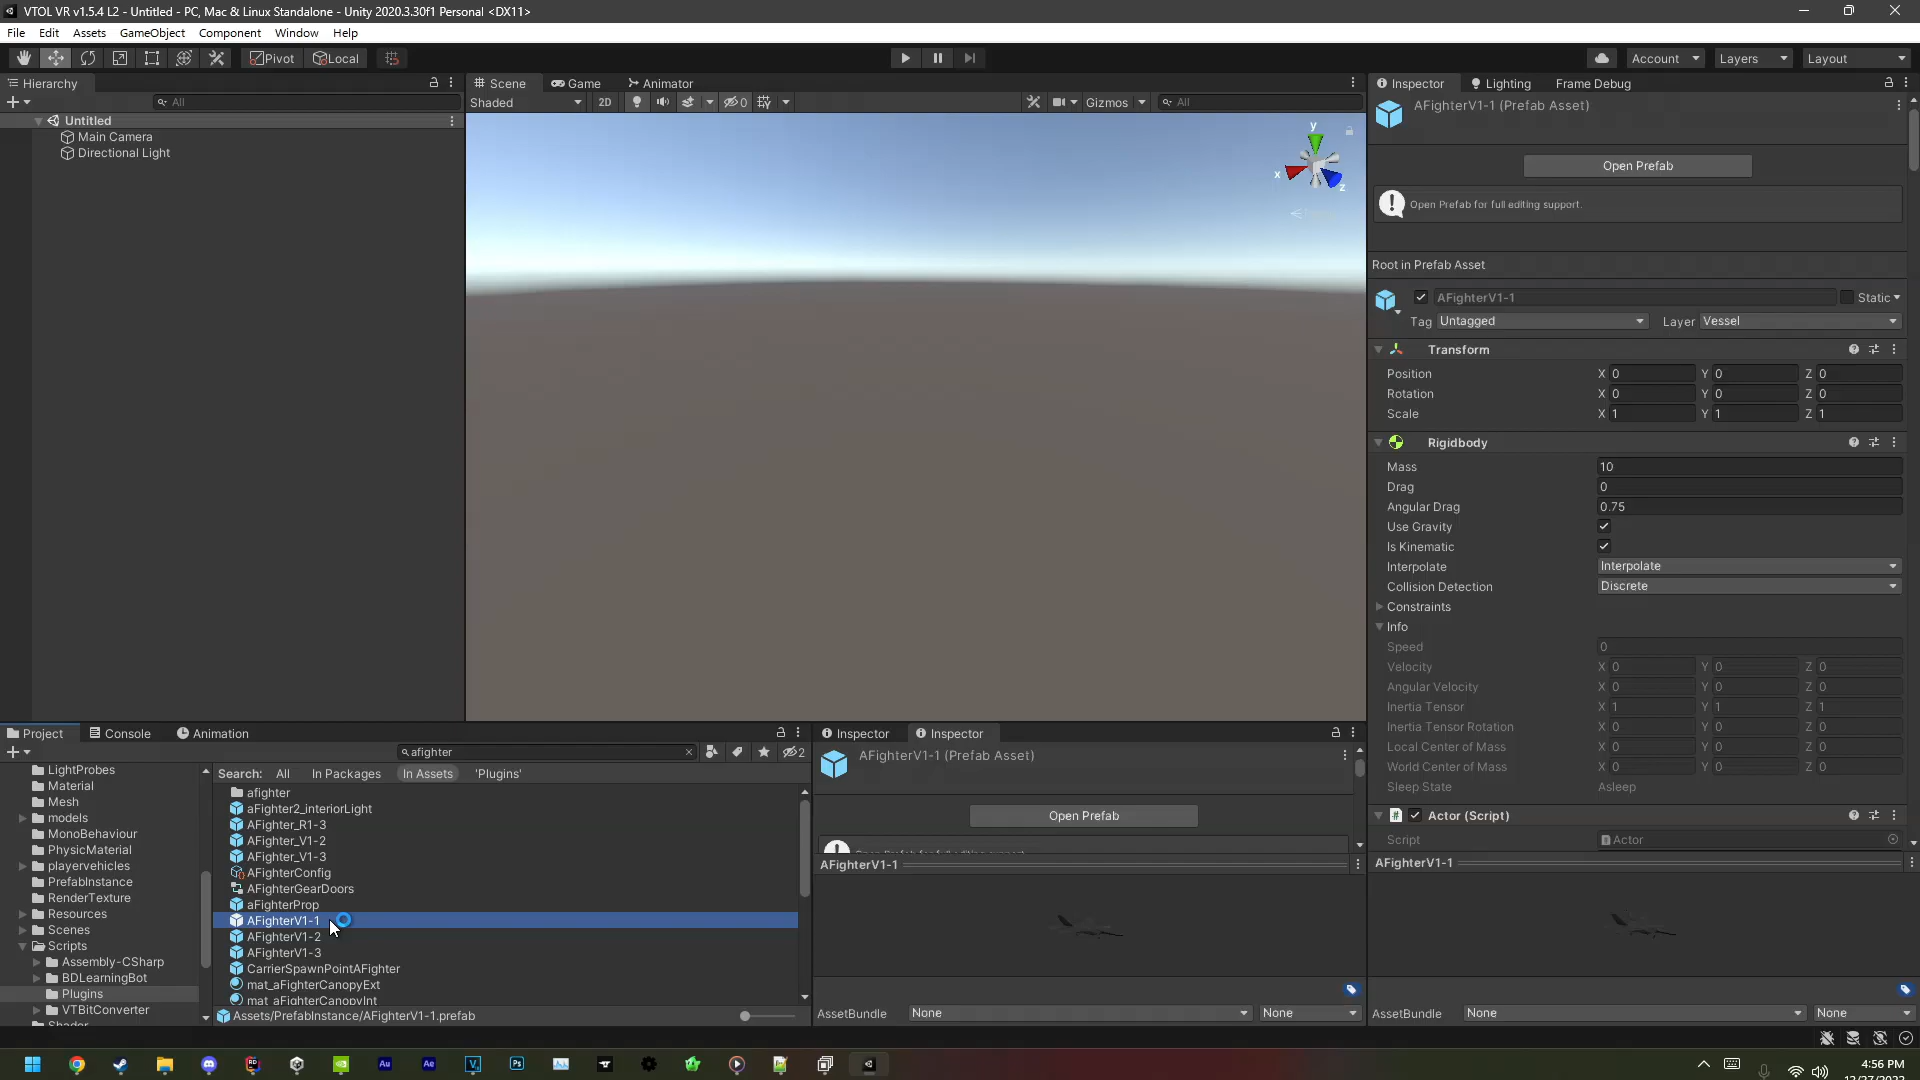 VTOL VR v1.5.4 L2 - Untitled - PC, Mac & Linux Standalone - Unity 2020.3.30f1 Personal <DX11>
File Edit Assets GameObject Component Window Help
Pivot Local Account Layers Layout
Hierarchy
All
Untitled
Main Camera
Directional Light
Scene Game Animator
Shaded 2D 0 Gizmos All
y
x
z
Inspector Lighting Frame Debug
AFighterV1-1 (Prefab Asset)
Open Prefab
Open Prefab for full editing support.
Root in Prefab Asset
AFighterV1-1 Static
Tag Untagged Layer Vessel
Transform
Position X 0 Y 0 Z 0
Rotation X 0 Y 0 Z 0
Scale X 1 Y 1 Z 1
Rigidbody
Mass 10
Drag 0
Angular Drag 0.75
Use Gravity
Is Kinematic
Interpolate Interpolate
Collision Detection Discrete
Constraints
Info
Speed 0
Velocity X 0 Y 0 Z 0
Angular Velocity X 0 Y 0 Z 0
Inertia Tensor X 1 Y 1 Z 1
Inertia Tensor Rotation X 0 Y 0 Z 0
Local Center of Mass X 0 Y 0 Z 0
World Center of Mass X 0 Y 0 Z 0
Sleep State Asleep
Actor (Script)
Script Actor
AFighterV1-1
AssetBundle None None
Project Console Animation
afighter 2
LightProbes
Material
Mesh
models
MonoBehaviour
PhysicMaterial
playervehicles
PrefabInstance
RenderTexture
Resources
Scenes
Scripts
Assembly-CSharp
BDLearningBot
Plugins
VTBitConverter
Shader
Search: All In Packages In Assets 'Plugins'
afighter
aFighter2_interiorLight
AFighter_R1-3
AFighter_V1-2
AFighter_V1-3
AFighterConfig
AFighterGearDoors
aFighterProp
AFighterV1-1
AFighterV1-2
AFighterV1-3
CarrierSpawnPointAFighter
mat_aFighterCanopyExt
mat_aFighterCanopyInt
Assets/PrefabInstance/AFighterV1-1.prefab
Inspector Inspector
AFighterV1-1 (Prefab Asset)
Open Prefab
AFighterV1-1
AssetBundle None None
4:56 PM